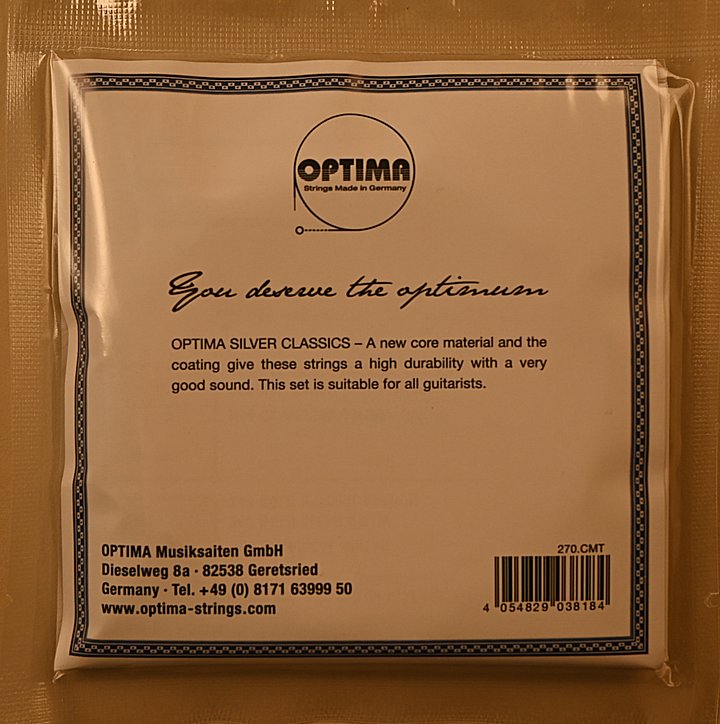 OPTIMA
Strings Made in Germany
You deserve the optimum
OPTIMA SILVER CLASSICS – A new core material and the
coating give these strings a high durability with a very
good sound. This set is suitable for all guitarists.
OPTIMA Musiksaiten GmbH
Dieselweg 8a · 82538 Geretsried
Germany · Tel. +49 (0) 8171 63999 50
www.optima-strings.com
270.CMT
4 054829 038184